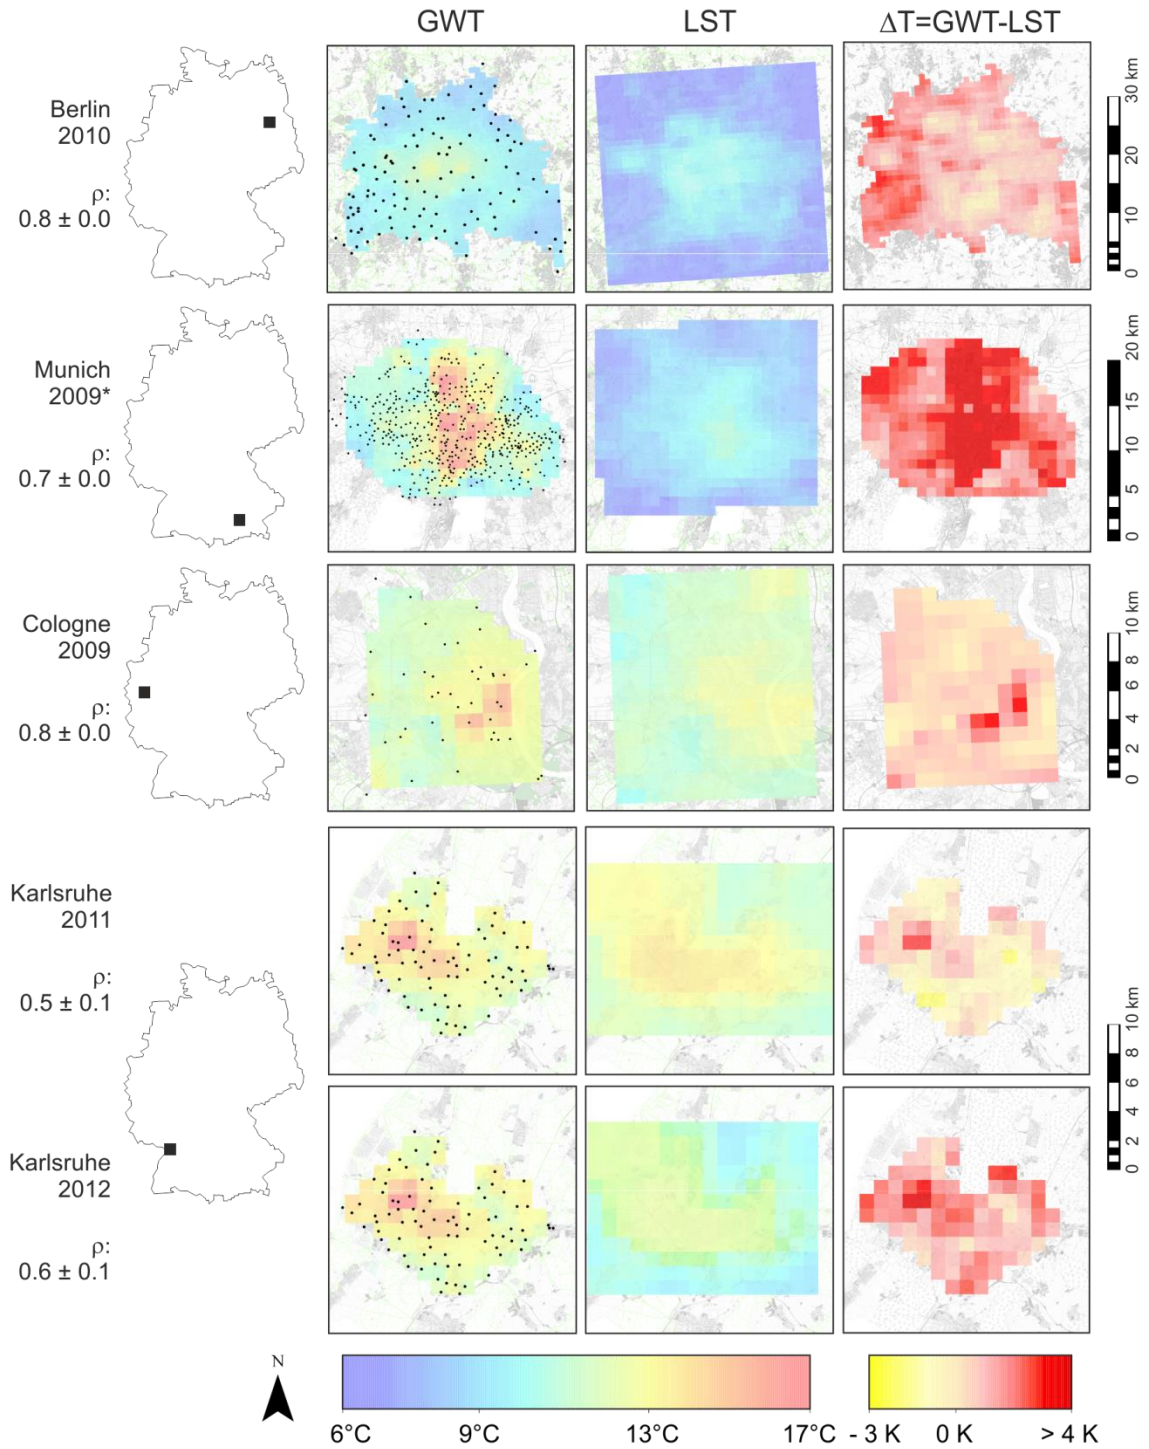 GWT LST ΔT=GWT-LST
Berlin
2010
ρ:
0.8 ± 0.0
30 km
20
10
0
Munich
2009*
ρ:
0.7 ± 0.0
20 km
15
10
5
0
Cologne
2009
ρ:
0.8 ± 0.0
10 km
8
6
4
2
0
Karlsruhe
2011
ρ:
0.5 ± 0.1
Karlsruhe
2012
ρ:
0.6 ± 0.1
10 km
8
6
4
2
0
N
6°C 9°C 13°C 17°C - 3 K 0 K > 4 K